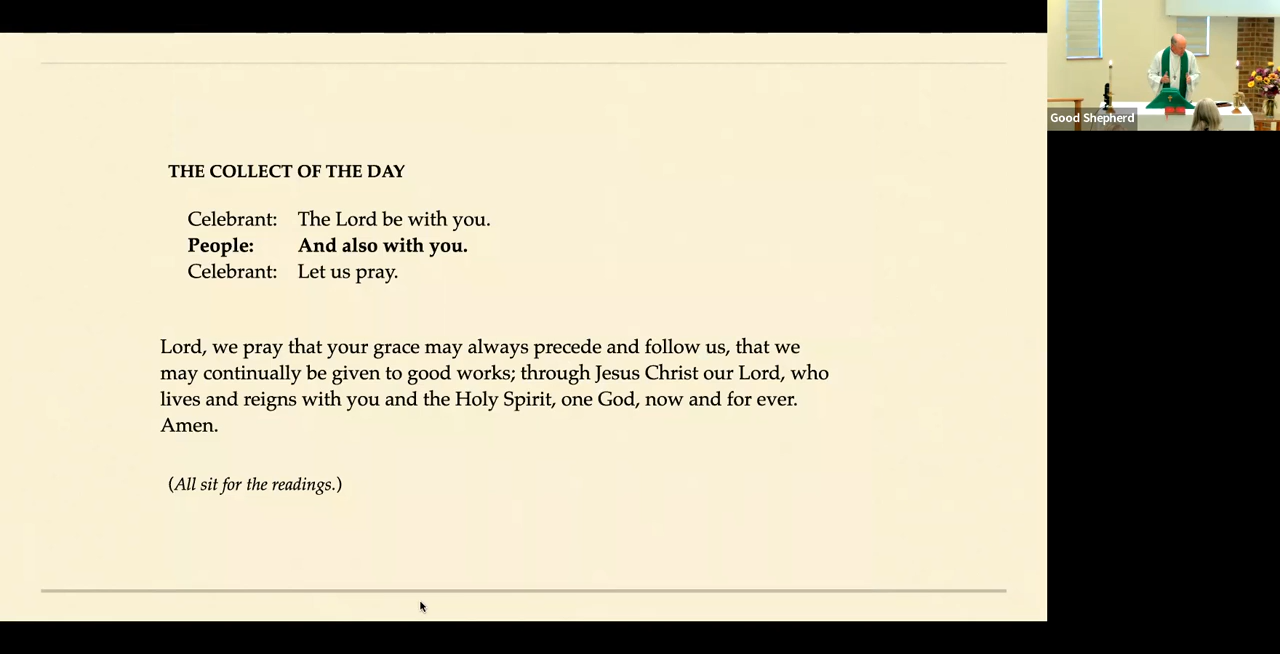 THE COLLECT OF THE DAY
Celebrant: The Lord be with you.
People: And also with you.
Celebrant: Let us pray.
Lord, we pray that your grace may always precede and follow us, that we
may continually be given to good works; through Jesus Christ our Lord, who
lives and reigns with you and the Holy Spirit, one God, now and for ever.
Amen.
(All sit for the readings.)
Good Shepherd